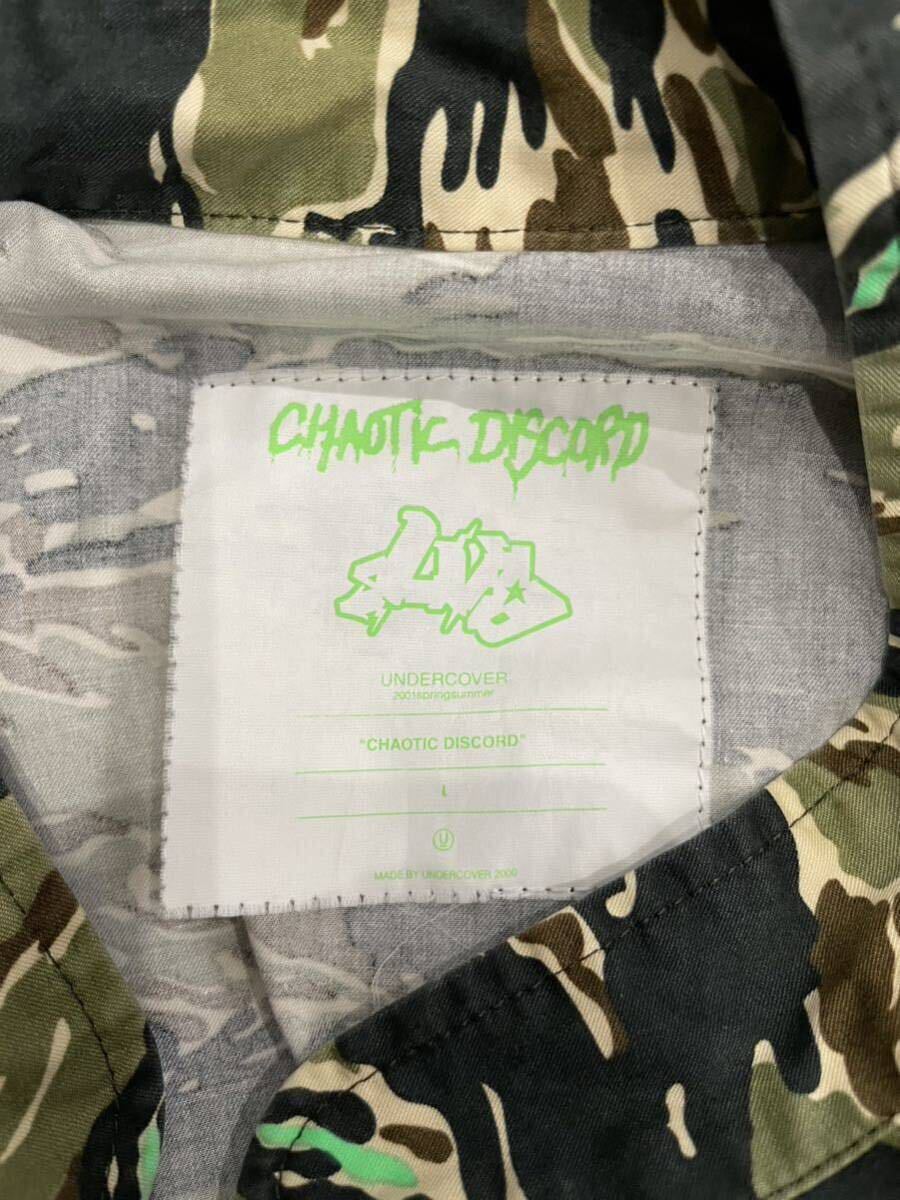 CHAOTIC DISCORD
UNDERCOVER
2001springsummer
"CHAOTIC DISCORD"
L
U
MADE BY UNDERCOVER 2000